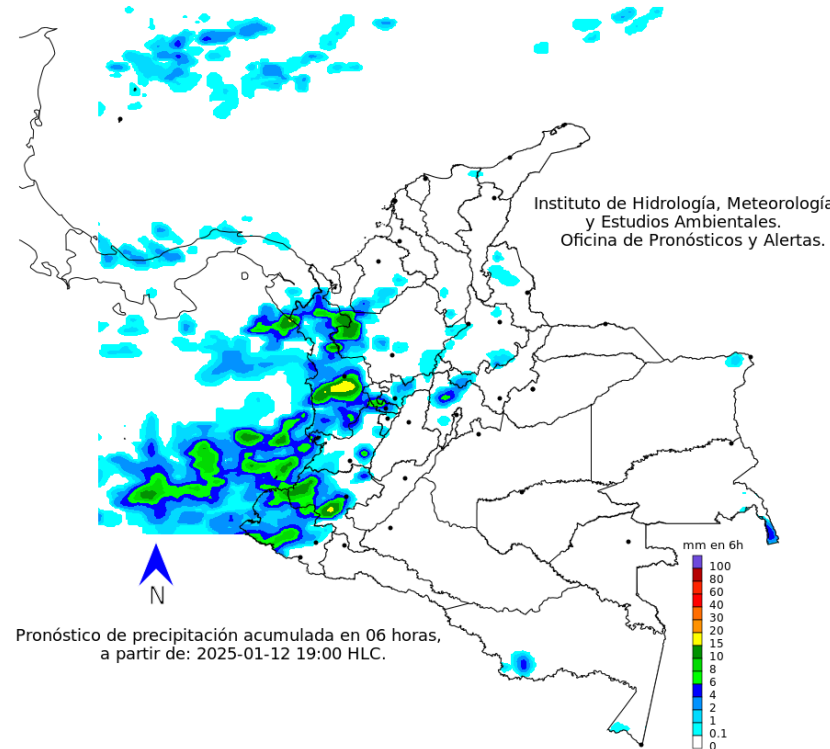 Instituto de Hidrología, Meteorología
y Estudios Ambientales.
Oficina de Pronósticos y Alertas.
mm en 6h
100
80
60
40
30
20
15
10
8
6
4
2
1
0.1
0
N
Pronóstico de precipitación acumulada en 06 horas,
a partir de: 2025-01-12 19:00 HLC.